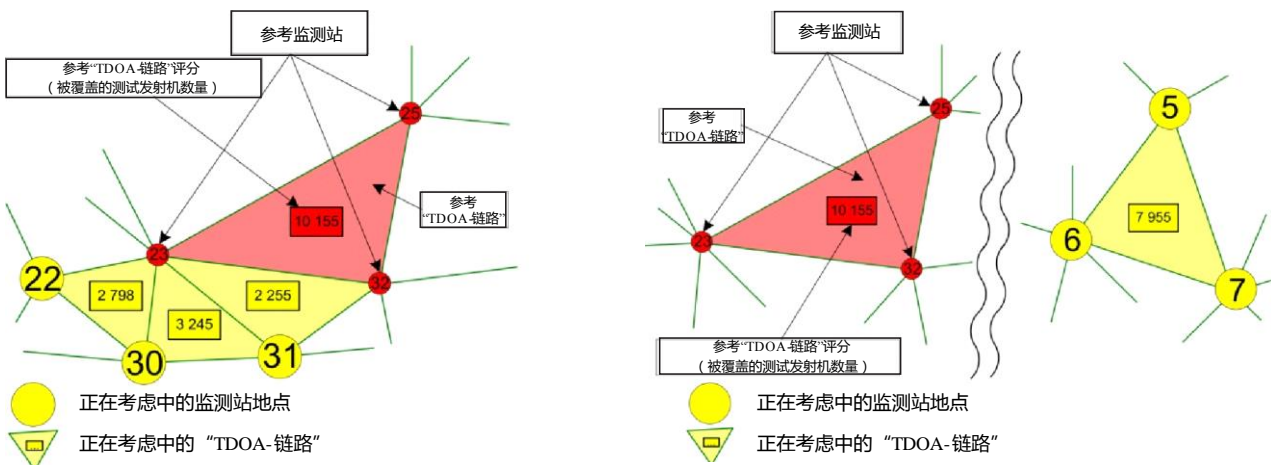 参考监测站
参考“TDOA-链路”评分
（被覆盖的测试发射机数量）
25
参考
“TDOA-链路”
10 155
23
22
32
2 798
2 255
3 245
30
31
正在考虑中的监测站地点
...
正在考虑中的“TDOA-链路”
参考监测站
25
参考
“TDOA-链路”
10 155
23
32
参考“TDOA-链路”评分
（被覆盖的测试发射机数量）
5
7 955
6
7
正在考虑中的监测站地点
...
正在考虑中的“TDOA-链路”